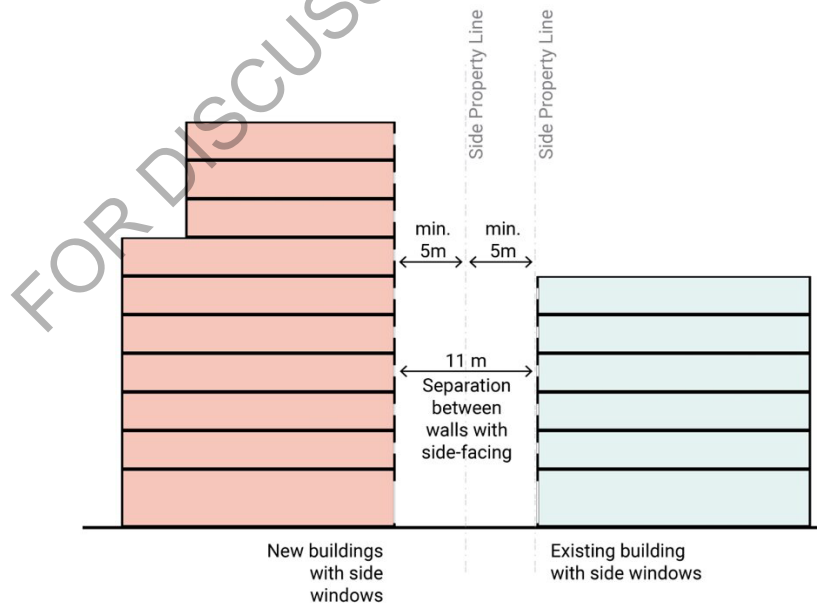 FOR DISCUS
Side Property Line
Side Property Line
min.
5m
min.
5m
11 m
Separation
between
walls with
side-facing
New buildings
with side
windows
Existing building
with side windows